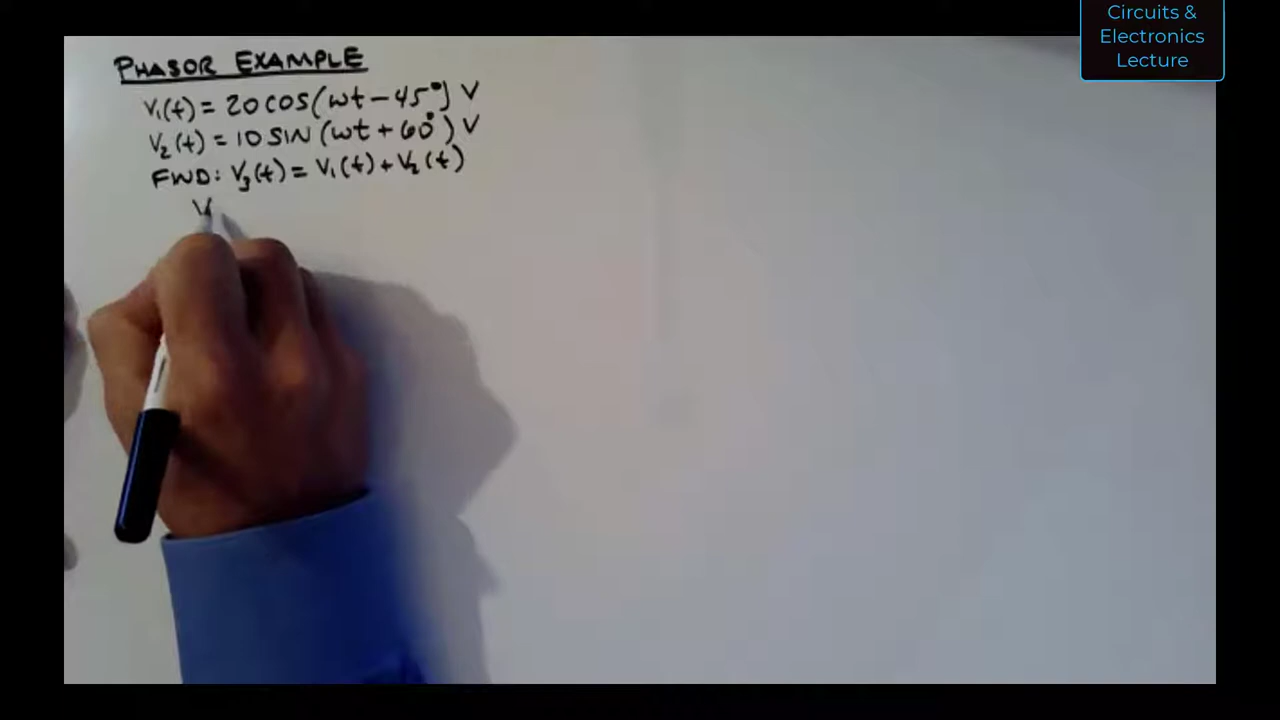 Circuits &
Electronics
Lecture
PHASOR EXAMPLE
V₁(t) = 20 COS(ωt − 45°) V
V₂(t) = 10 SIN (ωt + 60°) V
FWD: V₃(t) = V₁(t) + V₂(t)
V